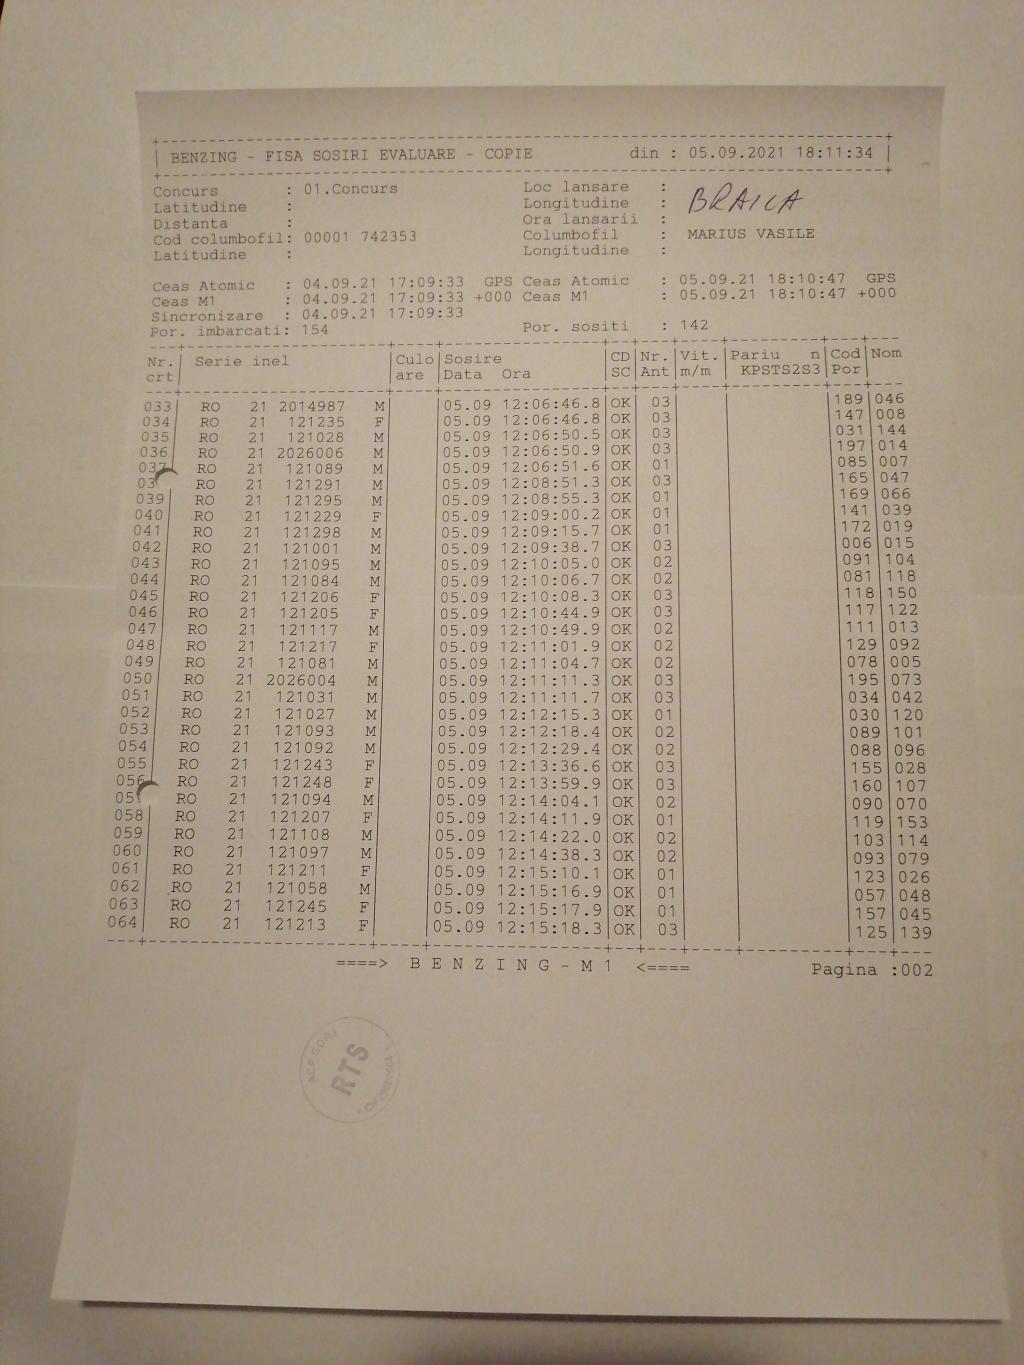 BENZING - FISA SOSIRI EVALUARE - COPIE din : 05.09.2021 18:11:34
Concurs : 01.Concurs Loc lansare :
Latitudine : Longitudine : BRAILA
Distanta : Ora lansarii :
Cod columbofil: 00001 742353 Columbofil : MARIUS VASILE
Latitudine : Longitudine :
Ceas Atomic : 04.09.21 17:09:33 GPS Ceas Atomic : 05.09.21 18:10:47 GPS
Ceas M1 : 04.09.21 17:09:33 +000 Ceas M1 : 05.09.21 18:10:47 +000
Sincronizare : 04.09.21 17:09:33
Por. imbarcati: 154 Por. sositi : 142
Nr. Serie inel Culo Sosire CD Nr. Vit. Pariu n Cod Nom
crt are Data Ora SC Ant m/m KPSTS2S3 Por
033 RO 21 2014987 M 05.09 12:06:46.8 OK 03 189 046
034 RO 21 121235 F 05.09 12:06:46.8 OK 03 147 008
035 RO 21 121028 M 05.09 12:06:50.5 OK 03 031 144
036 RO 21 2026006 M 05.09 12:06:50.9 OK 03 197 014
037 RO 21 121089 M 05.09 12:06:51.6 OK 01 085 007
03 RO 21 121291 M 05.09 12:08:51.3 OK 03 165 047
039 RO 21 121295 M 05.09 12:08:55.3 OK 01 169 066
040 RO 21 121229 F 05.09 12:09:00.2 OK 01 141 039
041 RO 21 121298 M 05.09 12:09:15.7 OK 01 172 019
042 RO 21 121001 M 05.09 12:09:38.7 OK 03 006 015
043 RO 21 121095 M 05.09 12:10:05.0 OK 02 091 104
044 RO 21 121084 M 05.09 12:10:06.7 OK 02 081 118
045 RO 21 121206 F 05.09 12:10:08.3 OK 03 118 150
046 RO 21 121205 F 05.09 12:10:44.9 OK 03 117 122
047 RO 21 121117 M 05.09 12:10:49.9 OK 02 111 013
048 RO 21 121217 F 05.09 12:11:01.9 OK 02 129 092
049 RO 21 121081 M 05.09 12:11:04.7 OK 02 078 005
050 RO 21 2026004 M 05.09 12:11:11.3 OK 03 195 073
051 RO 21 121031 M 05.09 12:11:11.7 OK 03 034 042
052 RO 21 121027 M 05.09 12:12:15.3 OK 01 030 120
053 RO 21 121093 M 05.09 12:12:18.4 OK 02 089 101
054 RO 21 121092 M 05.09 12:12:29.4 OK 02 088 096
055 RO 21 121243 F 05.09 12:13:36.6 OK 03 155 028
056 RO 21 121248 F 05.09 12:13:59.9 OK 03 160 107
05 RO 21 121094 M 05.09 12:14:04.1 OK 02 090 070
058 RO 21 121207 F 05.09 12:14:11.9 OK 01 119 153
059 RO 21 121108 M 05.09 12:14:22.0 OK 02 103 114
060 RO 21 121097 M 05.09 12:14:38.3 OK 02 093 079
061 RO 21 121211 F 05.09 12:15:10.1 OK 01 123 026
062 RO 21 121058 M 05.09 12:15:16.9 OK 01 057 048
063 RO 21 121245 F 05.09 12:15:17.9 OK 01 157 045
064 RO 21 121213 F 05.09 12:15:18.3 OK 03 125 139
====> B E N Z I N G - M 1 <==== Pagina :002
ACF GORJ
RTS